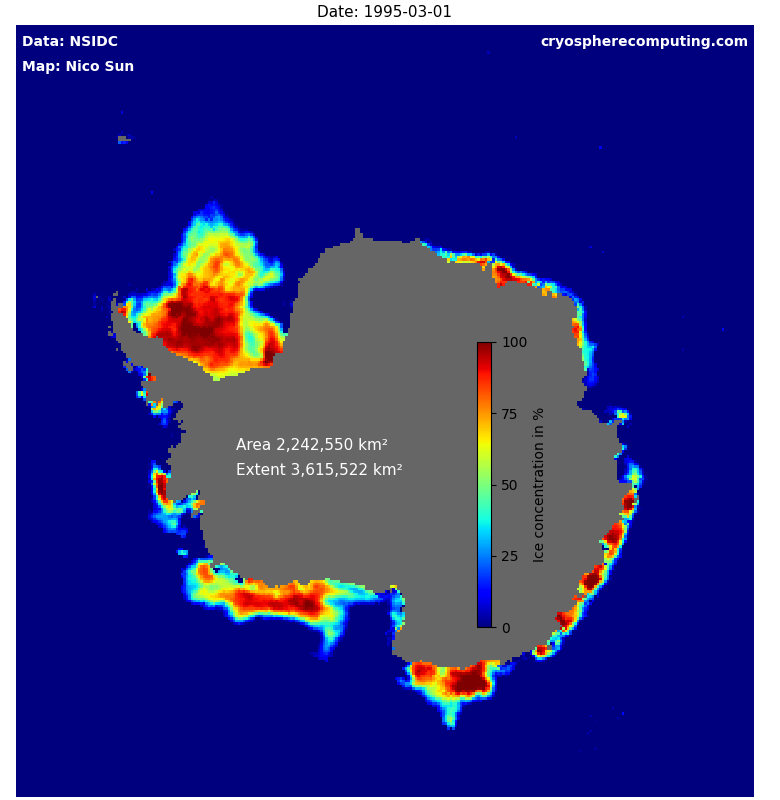 Date: 1995-03-01
Data: NSIDC
cryospherecomputing.com
Map: Nico Sun
100
75
50
25
0
Ice concentration in %
Area 2,242,550 km²
Extent 3,615,522 km²